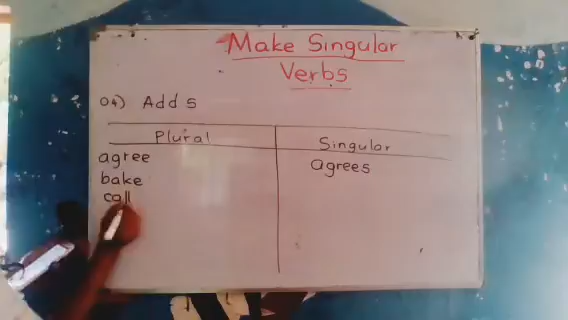 Make Singular
Verbs
04) Add s
Plural Singular
agree agrees
bake
call